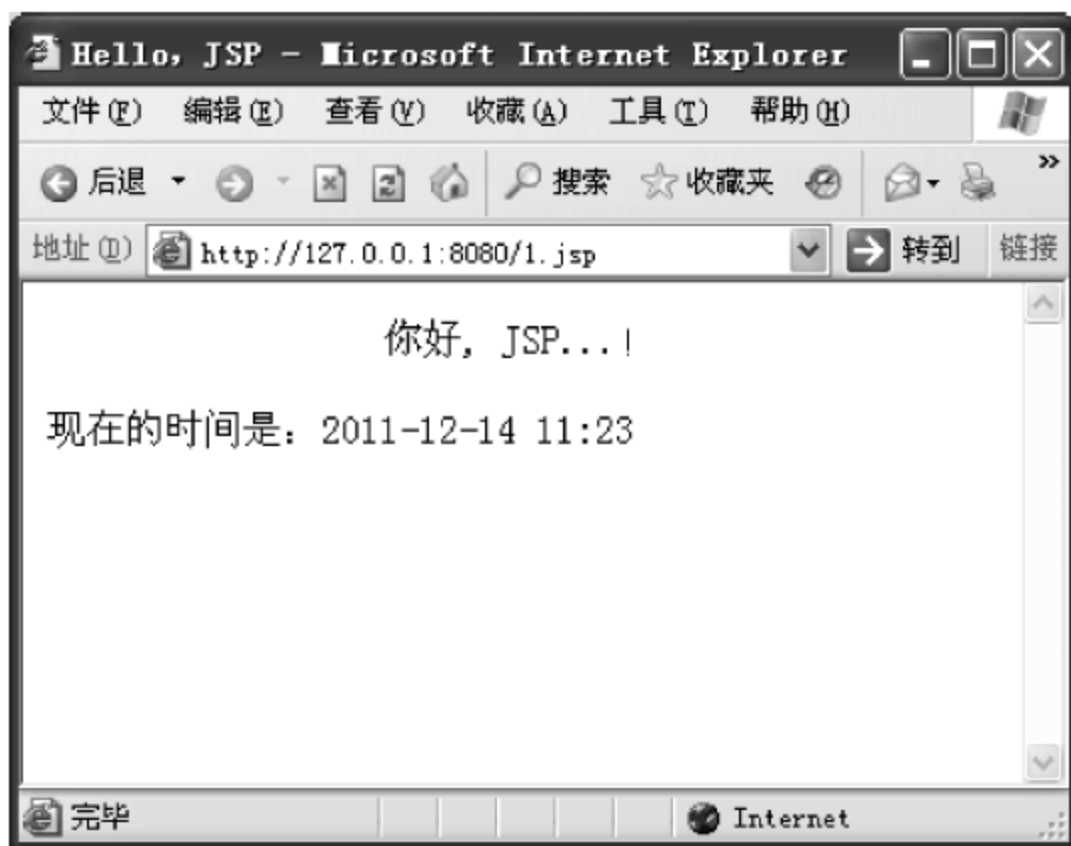 Hello, JSP - Microsoft Internet Explorer
文件(F) 编辑(E) 查看(V) 收藏(A) 工具(T) 帮助(H)
后退 搜索 收藏夹 »
地址(D) http://127.0.0.1:8080/1.jsp 转到 链接
你好, JSP...!
现在的时间是：2011-12-14 11:23
完毕 Internet